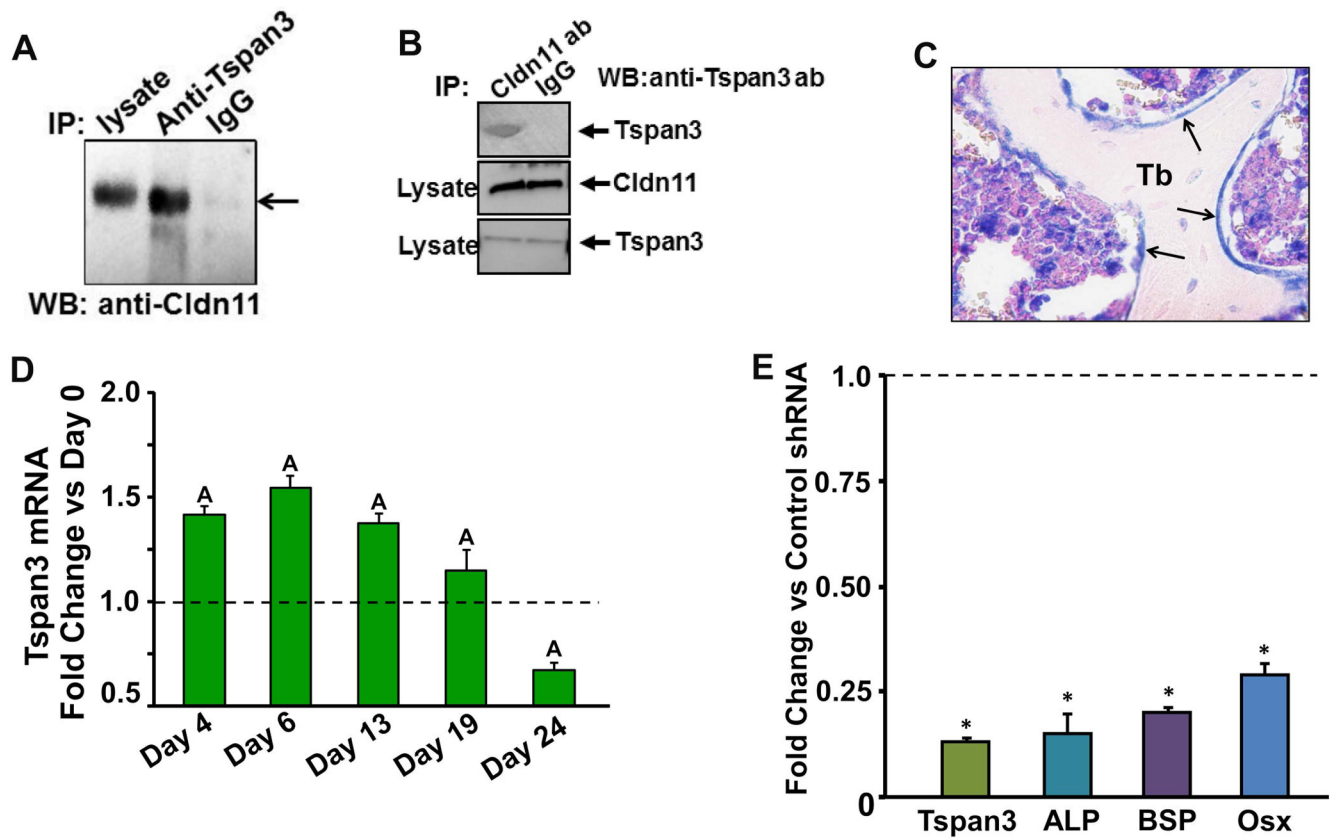 A
IP: lysate Anti-Tspan3 IgG
WB: anti-Cldn11
B
IP: Cldn11 ab IgG WB:anti-Tspan3 ab
Tspan3
Lysate Cldn11
Lysate Tspan3
C
Tb
D
Tspan3 mRNA
Fold Change vs Day 0
2.0
1.5
1.0
0.5
A A A A A
Day 4 Day 6 Day 13 Day 19 Day 24
E
Fold Change vs Control shRNA
1.0
0.75
0.50
0.25
0
* * * *
Tspan3 ALP BSP Osx